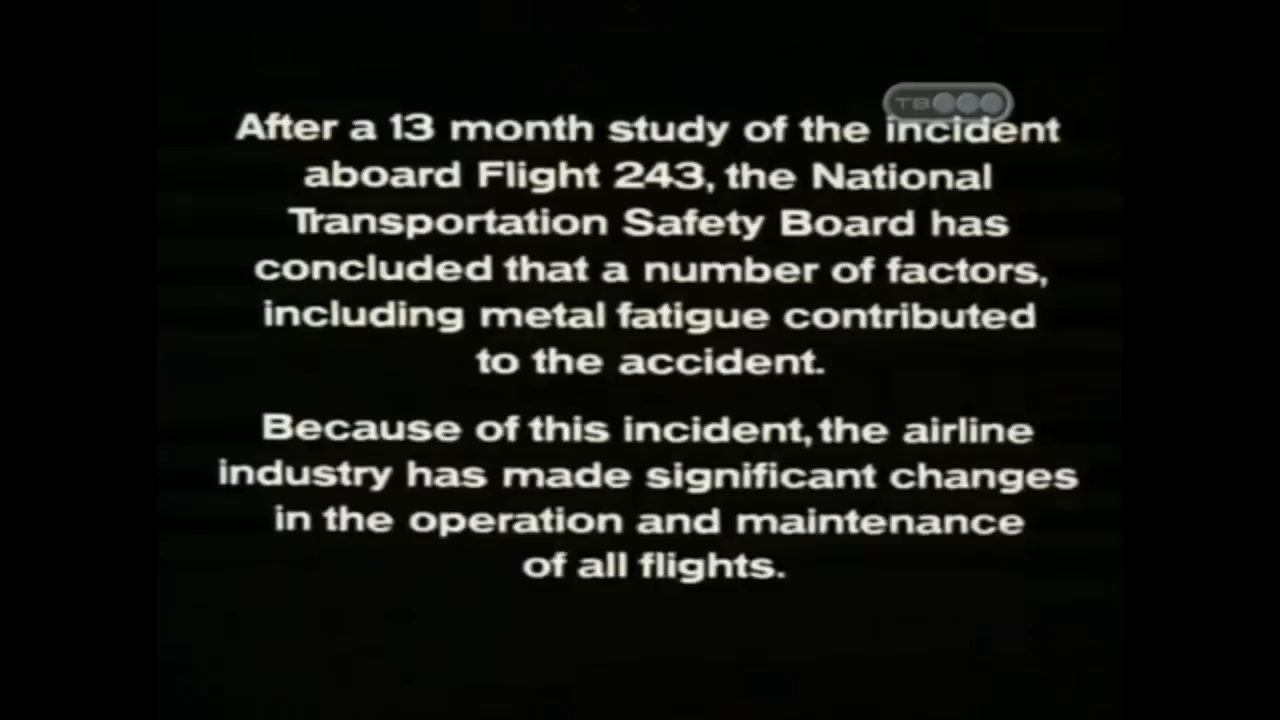 TB
After a 13 month study of the incident
aboard Flight 243, the National
Transportation Safety Board has
concluded that a number of factors,
including metal fatigue contributed
to the accident.
Because of this incident, the airline
industry has made significant changes
in the operation and maintenance
of all flights.